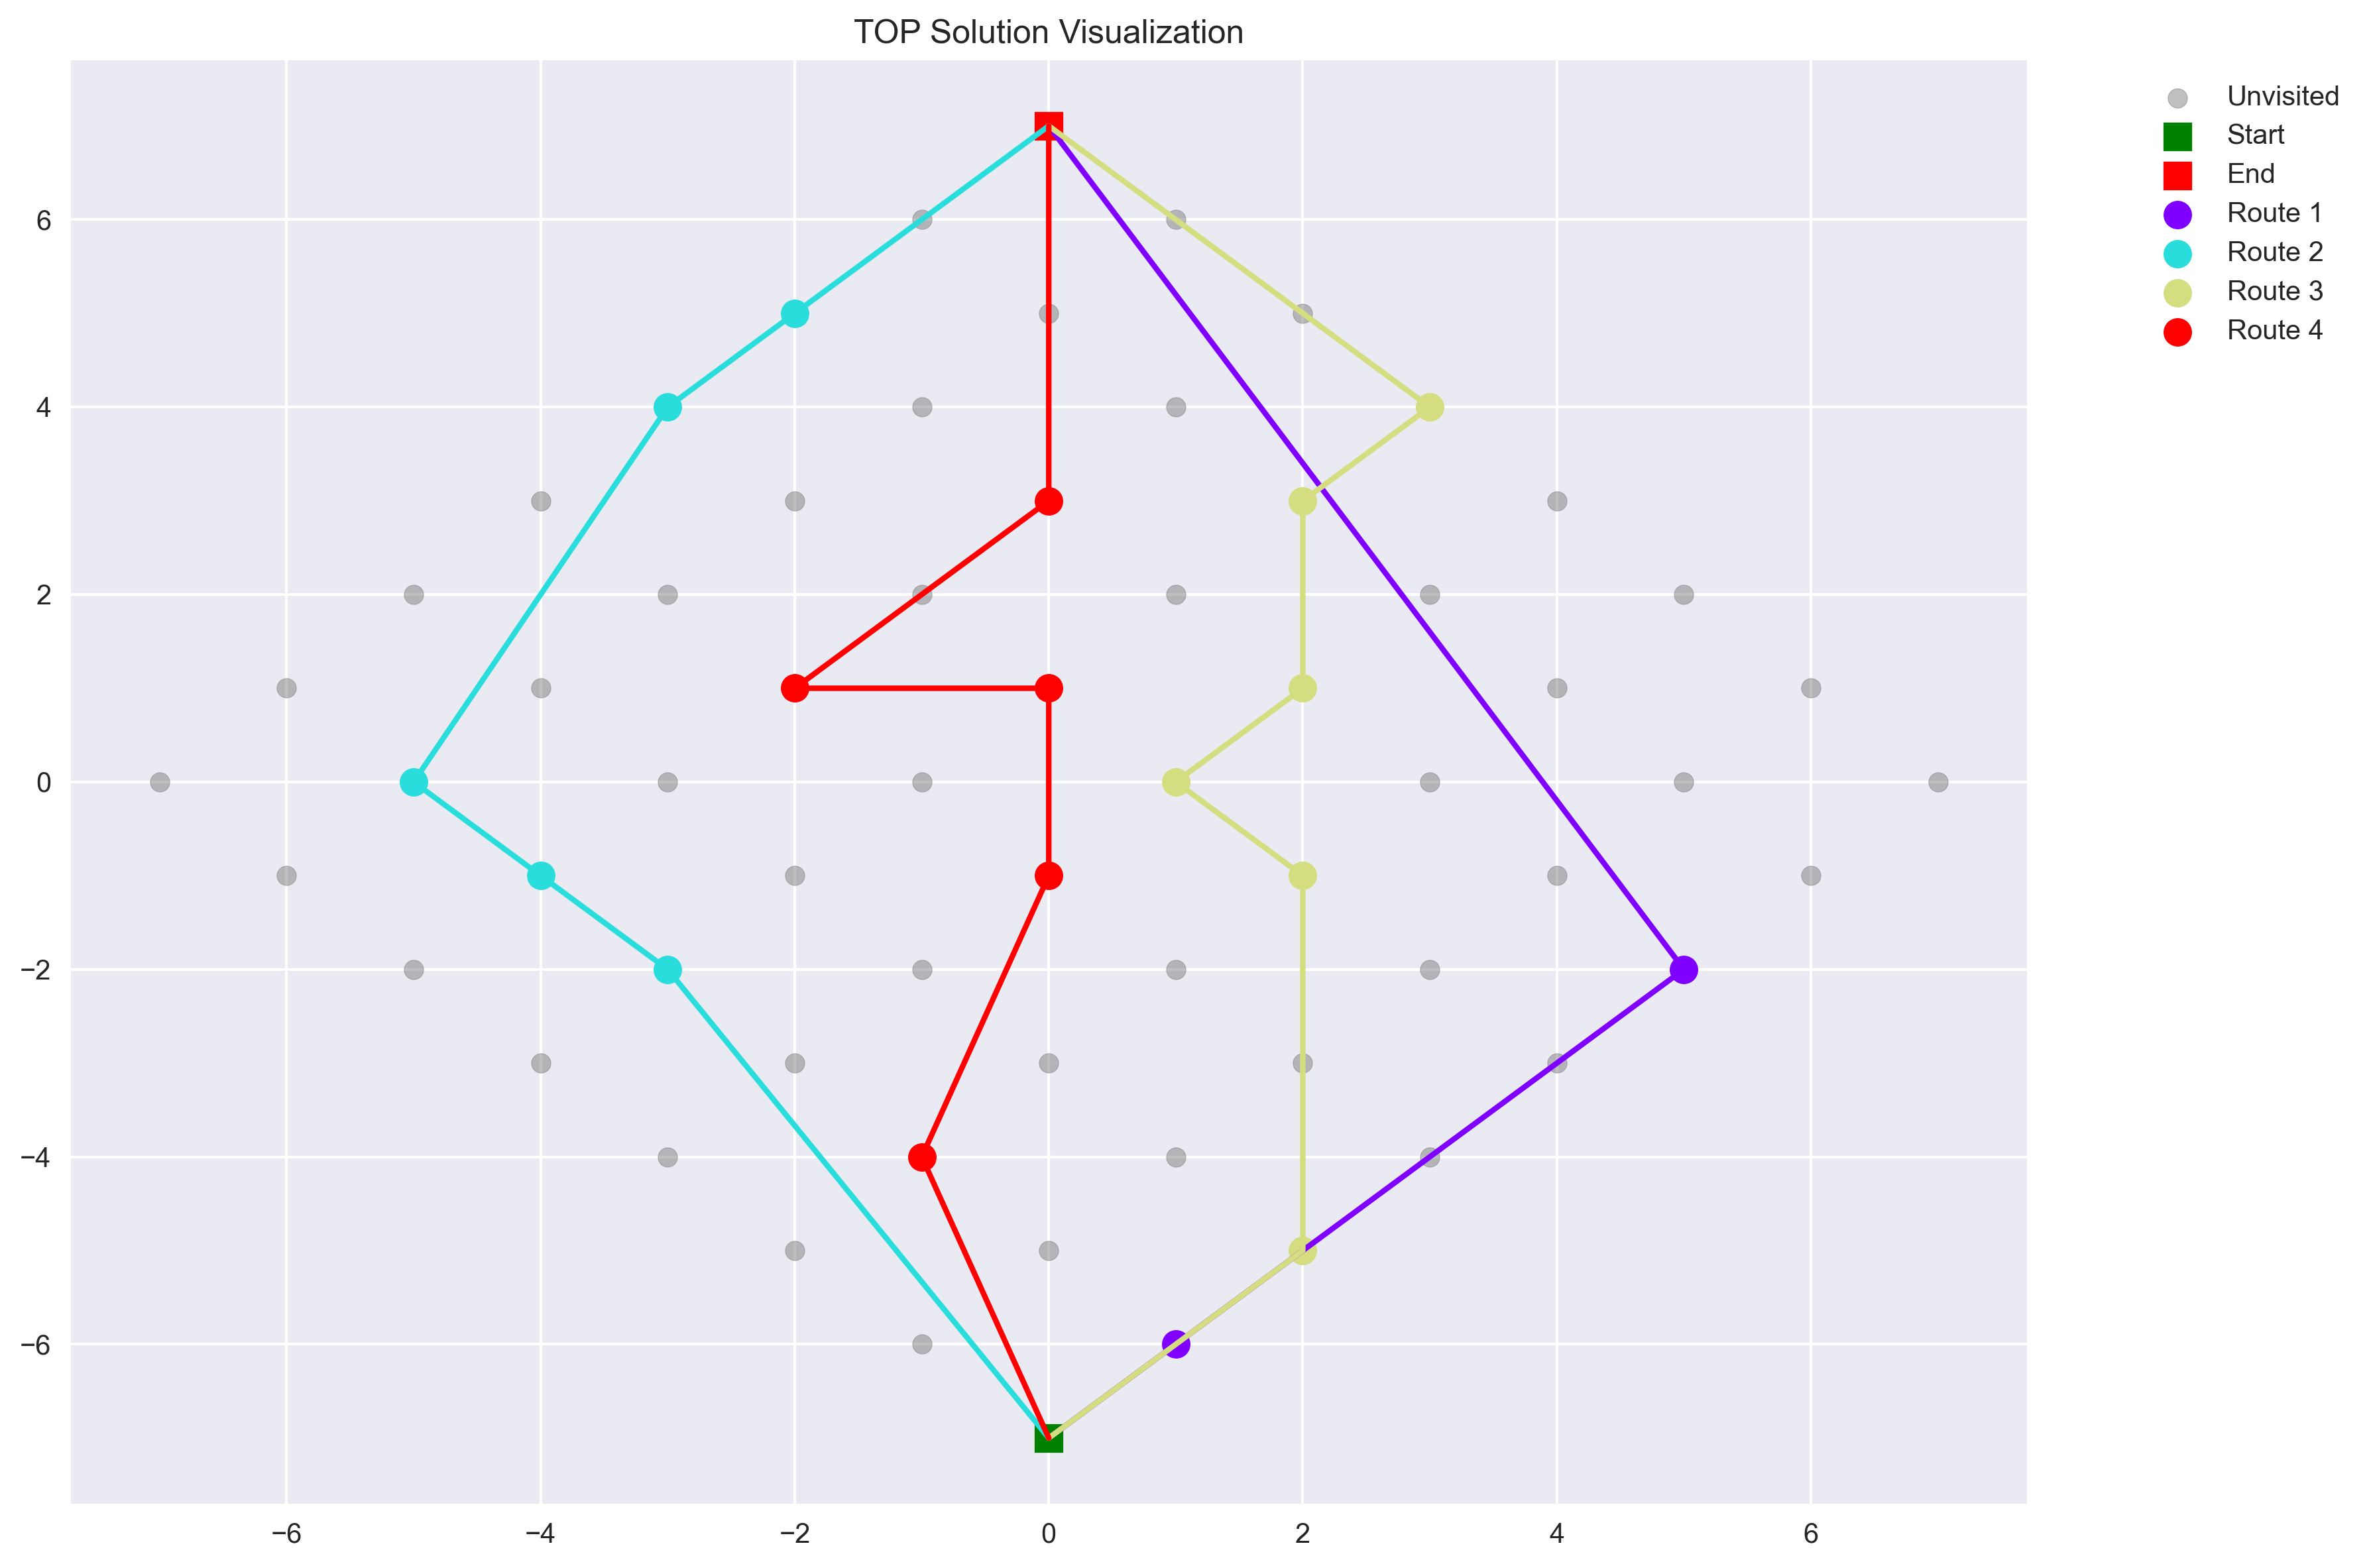 TOP Solution Visualization
Unvisited
Start
End
Route 1
Route 2
Route 3
Route 4
6
4
2
0
−2
−4
−6
−6 −4 −2 0 2 4 6